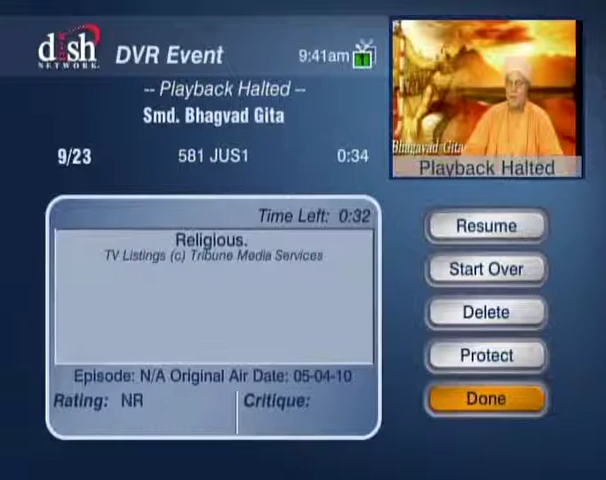 dish
NETWORK
DVR Event
9:41am
1
-- Playback Halted --
Smd. Bhagvad Gita
9/23 581 JUS1 0:34
Bhagavad Gita
Playback Halted
Time Left: 0:32
Religious.
TV Listings (c) Tribune Media Services
Episode: N/A Original Air Date: 05-04-10
Rating: NR Critique:
Resume
Start Over
Delete
Protect
Done